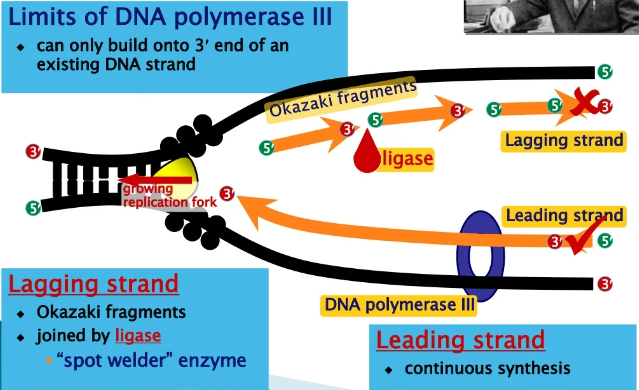 Limits of DNA polymerase III
can only build onto 3′ end of an
existing DNA strand
5′
Okazaki fragments
3′
5′
3′
5′
5′
3′
5′
ligase
Lagging strand
3′
growing
replication fork
3′
5′
Leading strand
3′
5′
3′
DNA polymerase III
Lagging strand
Okazaki fragments
joined by ligase
“spot welder” enzyme
Leading strand
continuous synthesis